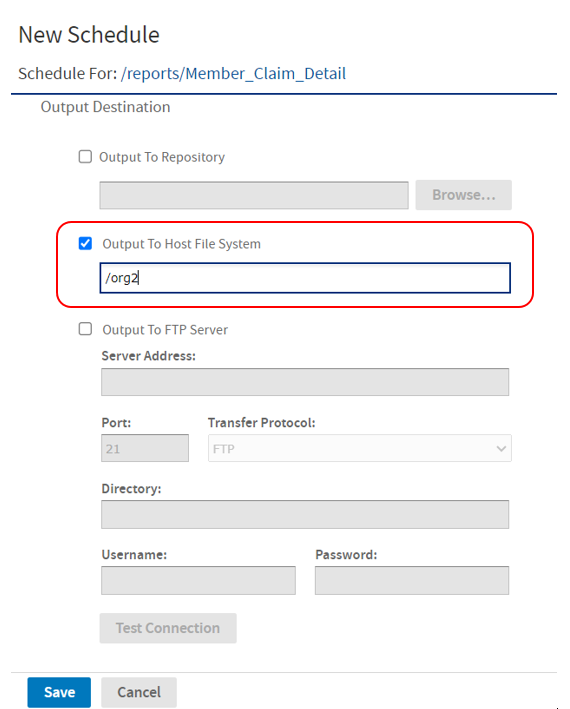 New Schedule
Schedule For: /reports/Member_Claim_Detail
Output Destination
Output To Repository
Browse...
Output To Host File System
/org2
Output To FTP Server
Server Address:
Port: Transfer Protocol:
21 FTP
Directory:
Username: Password:
Test Connection
Save Cancel